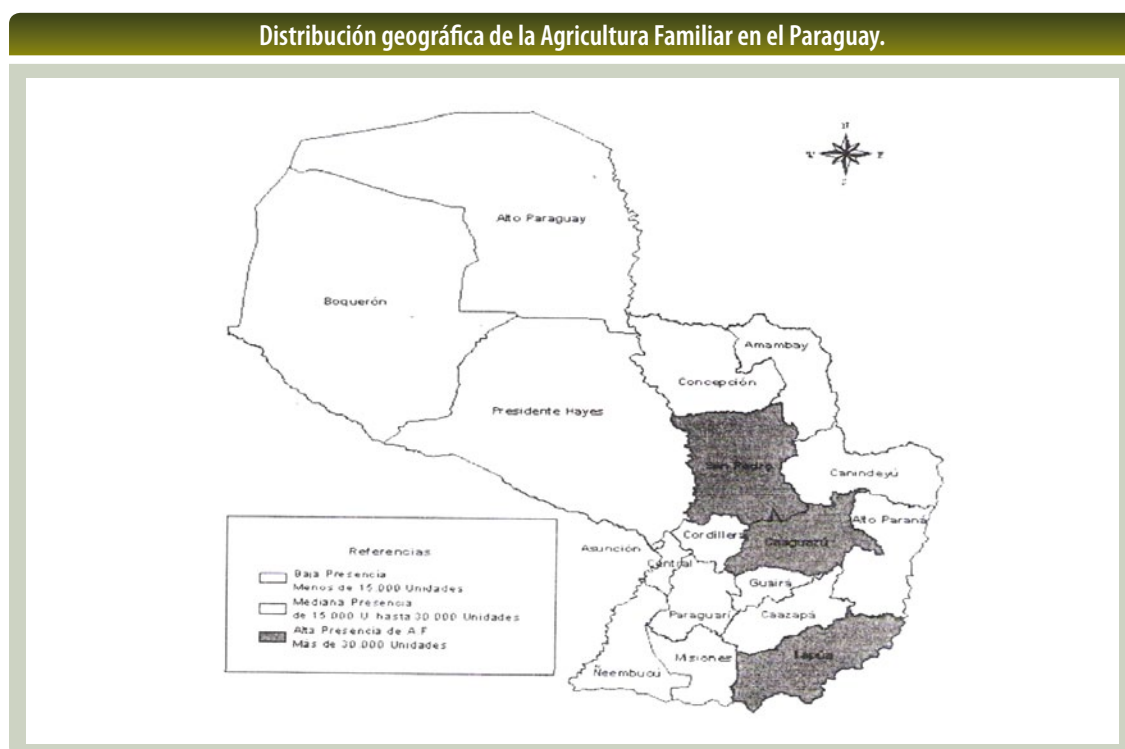 Distribución geográfica de la Agricultura Familiar en el Paraguay.
N
F
S
Alto Paraguay
Boquerón
Amambay
Concepción
Presidente Hayes
San Pedro
Canindeyú
Alto Paraná
Cordillera
Asunción
Caaguazú
Central
Guairá
Paraguarí
Caazapá
Itapúa
Misiones
Ñeembucú
Referencias
Baja Presencia
Menos de 15.000 Unidades
Mediana Presencia
de 15.000 U. hasta 30.000 Unidades
Alta Presencia de A.F
Mas de 30.000 Unidades